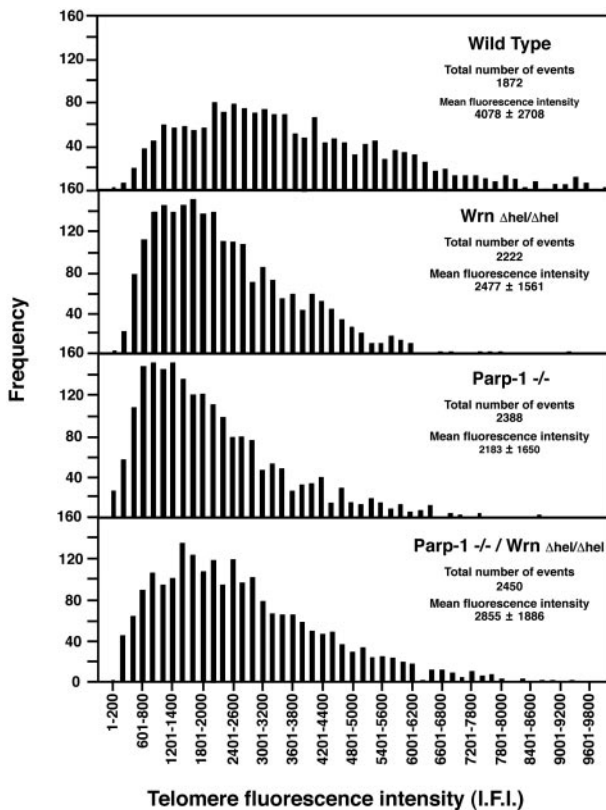 160
Wild Type
Total number of events
1872
Mean fluorescence intensity
4078 ± 2708
120
80
40
160
Wrn Δhel/Δhel
Total number of events
2222
Mean fluorescence intensity
2477 ± 1561
120
80
40
160
Parp-1 -/-
Total number of events
2388
Mean fluorescence intensity
2183 ± 1650
120
80
40
160
Parp-1 -/- / Wrn Δhel/Δhel
Total number of events
2450
Mean fluorescence intensity
2855 ± 1886
120
80
40
0
Frequency
1-200
601-800
1201-1400
1801-2000
2401-2600
3001-3200
3601-3800
4201-4400
4801-5000
5401-5600
6001-6200
6601-6800
7201-7400
7801-7800
8401-8600
9001-9200
9601-9800
Telomere fluorescence intensity (I.F.I.)